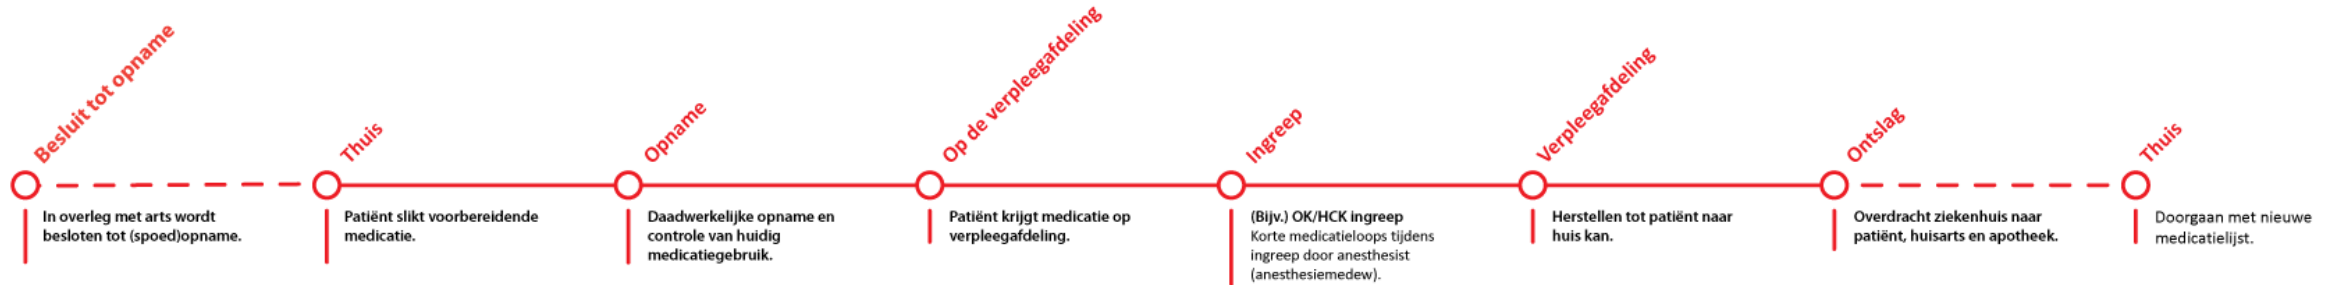 Besluit tot opname
In overleg met arts wordt
besloten tot (spoed)opname.
Thuis
Patiënt slikt voorbereidende
medicatie.
Opname
Daadwerkelijke opname en
controle van huidig
medicatiegebruik.
Op de verpleegafdeling
Patiënt krijgt medicatie op
verpleegafdeling.
Ingreep
(Bijv.) OK/HCK ingreep
Korte medicatieloops tijdens
ingreep door anesthesist
(anesthesiemedew).
Verpleegafdeling
Herstellen tot patiënt naar
huis kan.
Ontslag
Overdracht ziekenhuis naar
patiënt, huisarts en apotheek.
Thuis
Doorgaan met nieuwe
medicatielijst.